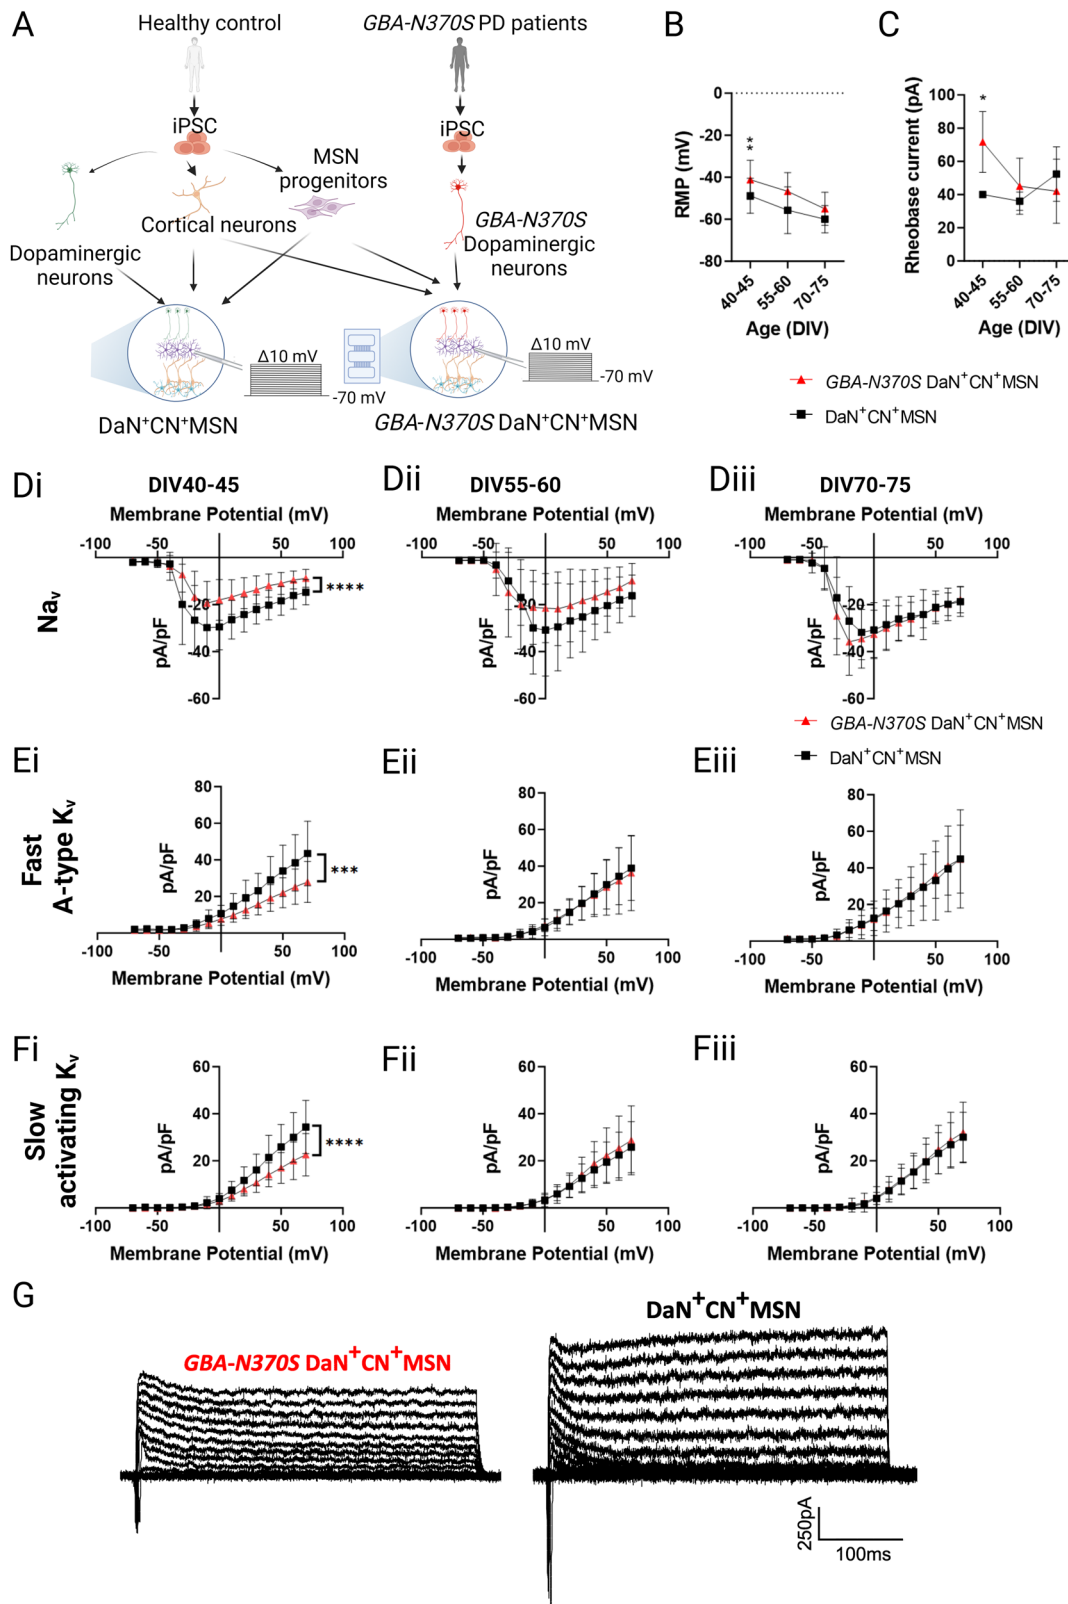 A
Healthy control
GBA-N370S PD patients
iPSC
iPSC
MSN
progenitors
Cortical neurons
GBA-N370S
Dopaminergic
neurons
Dopaminergic
neurons
Δ10 mV
-70 mV
Δ10 mV
-70 mV
DaN⁺CN⁺MSN
GBA-N370S DaN⁺CN⁺MSN
B
RMP (mV)
0
-20
-40
-60
-80
**
40-45
55-60
70-75
Age (DIV)
C
Rheobase current (pA)
100
80
60
40
20
0
*
40-45
55-60
70-75
Age (DIV)
GBA-N370S DaN⁺CN⁺MSN
DaN⁺CN⁺MSN
Di
DIV40-45
Membrane Potential (mV)
-100
-50
0
50
100
-20
-40
-60
pA/pF
****
Naᵥ
Dii
DIV55-60
Membrane Potential (mV)
-100
-50
0
50
100
-20
-40
-60
pA/pF
Diii
DIV70-75
Membrane Potential (mV)
-100
-50
0
50
100
-20
-40
-60
pA/pF
GBA-N370S DaN⁺CN⁺MSN
DaN⁺CN⁺MSN
Ei
Fast
A-type Kᵥ
80
60
40
20
pA/pF
***
-100
-50
0
50
100
Membrane Potential (mV)
Eii
80
60
40
20
pA/pF
-100
-50
0
50
100
Membrane Potential (mV)
Eiii
80
60
40
20
pA/pF
-100
-50
0
50
100
Membrane Potential (mV)
Fi
Slow
activating Kᵥ
60
40
20
pA/pF
****
-100
-50
0
50
100
Membrane Potential (mV)
Fii
60
40
20
pA/pF
-100
-50
0
50
100
Membrane Potential (mV)
Fiii
60
40
20
pA/pF
-100
-50
0
50
100
Membrane Potential (mV)
G
GBA-N370S DaN⁺CN⁺MSN
DaN⁺CN⁺MSN
250pA
100ms